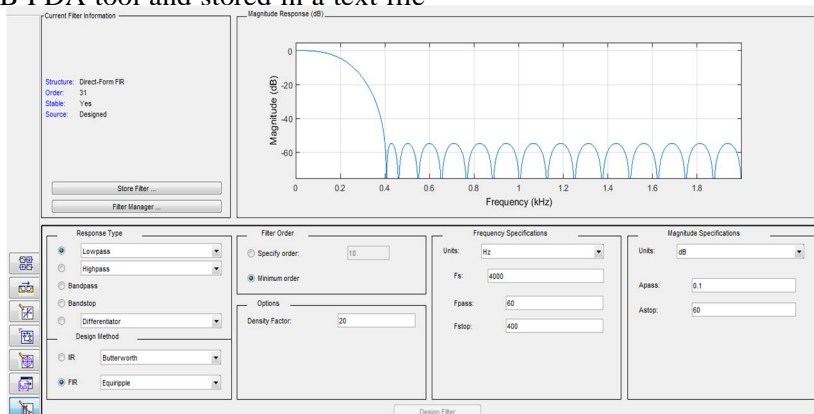 B FDA tool and stored in a text file
Current Filter Information
Structure: Direct-Form FIR
Order: 31
Stable: Yes
Source: Designed
Store Filter ...
Filter Manager ...
Magnitude Response (dB)
Magnitude (dB)
0
-20
-40
-60
0 0.2 0.4 0.6 0.8 1 1.2 1.4 1.6 1.8
Frequency (kHz)
Response Type
Lowpass
Highpass
Bandpass
Bandstop
Differentiator
Design Method
IIR Butterworth
FIR Equiripple
Filter Order
Specify order: 10
Minimum order
Options
Density Factor: 20
Frequency Specifications
Units: Hz
Fs: 4000
Fpass: 60
Fstop: 400
Magnitude Specifications
Units: dB
Apass: 0.1
Astop: 60
Design Filter